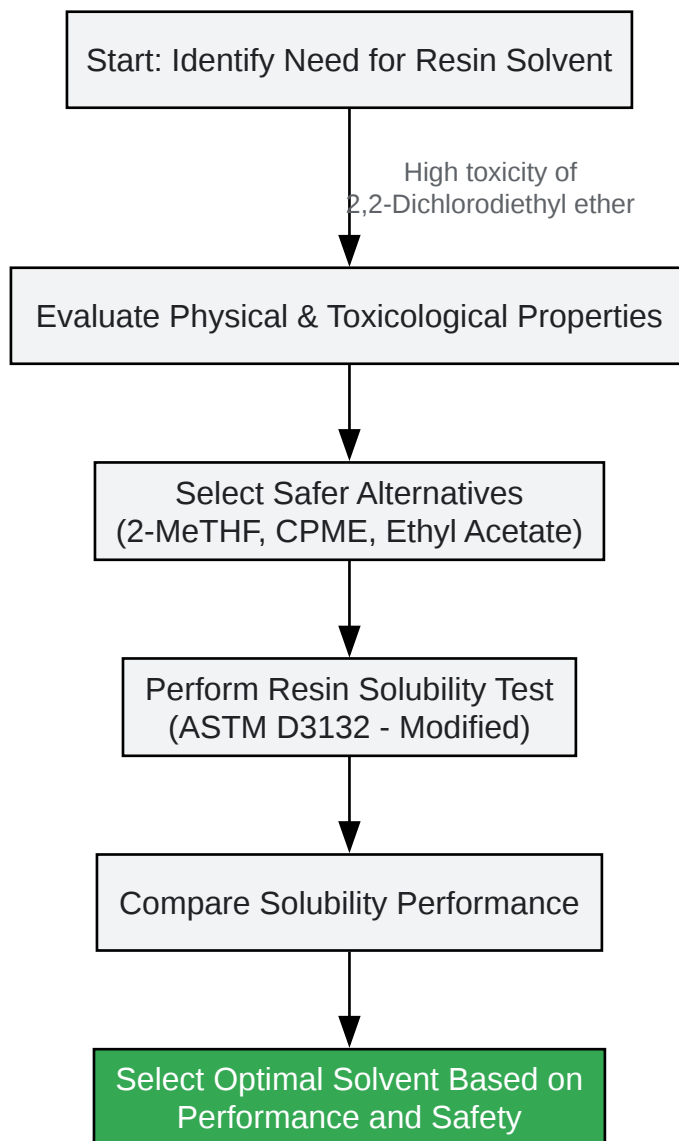 Start: Identify Need for Resin Solvent
High toxicity of
2,2-Dichlorodiethyl ether
Evaluate Physical & Toxicological Properties
Select Safer Alternatives
(2-MeTHF, CPME, Ethyl Acetate)
Perform Resin Solubility Test
(ASTM D3132 - Modified)
Compare Solubility Performance
Select Optimal Solvent Based on
Performance and Safety